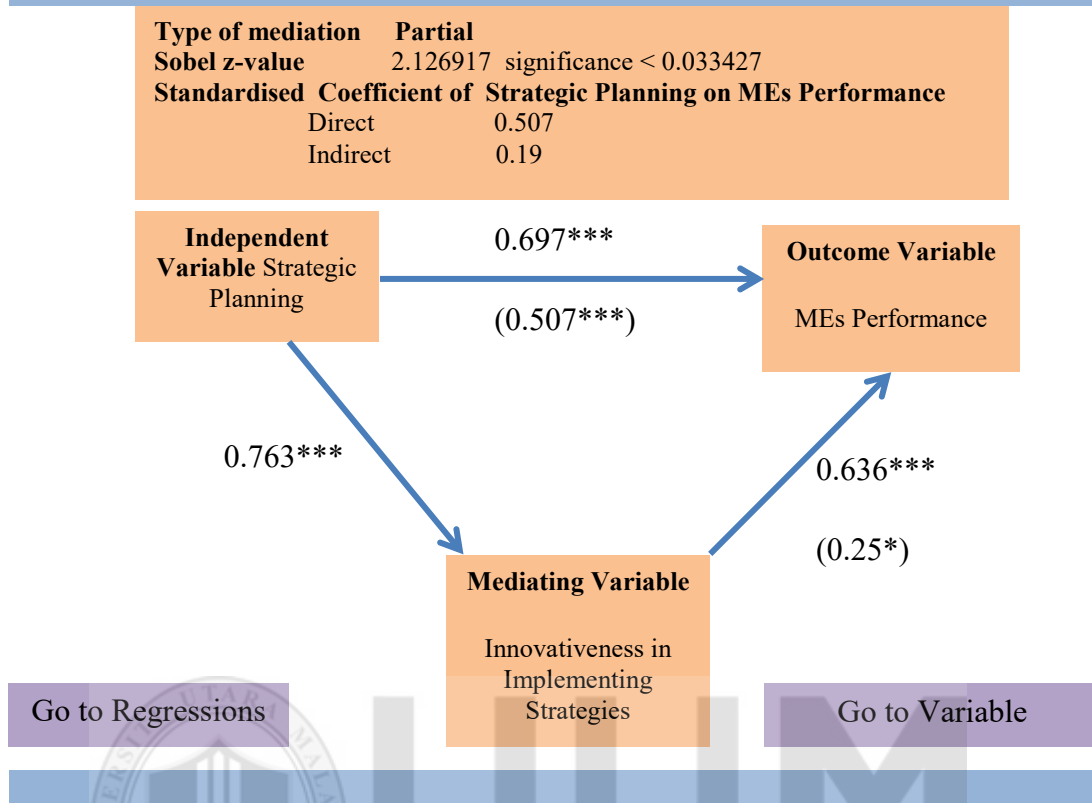 Type of mediation Partial
Sobel z-value 2.126917 significance < 0.033427
Standardised Coefficient of Strategic Planning on MEs Performance
Direct 0.507
Indirect 0.19
Independent
Variable Strategic
Planning
0.697***
(0.507***)
Outcome Variable
MEs Performance
0.763***
0.636***
(0.25*)
Mediating Variable
Innovativeness in
Implementing
Strategies
Go to Regressions
Go to Variable
UUM